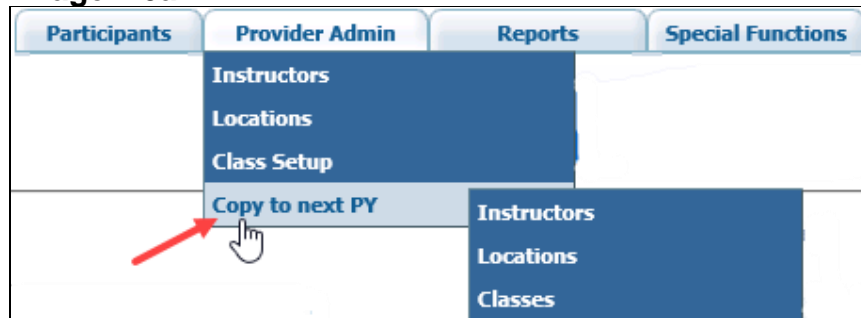 Participants Provider Admin Reports Special Functions
Instructors
Locations
Class Setup
Copy to next PY
Instructors
Locations
Classes